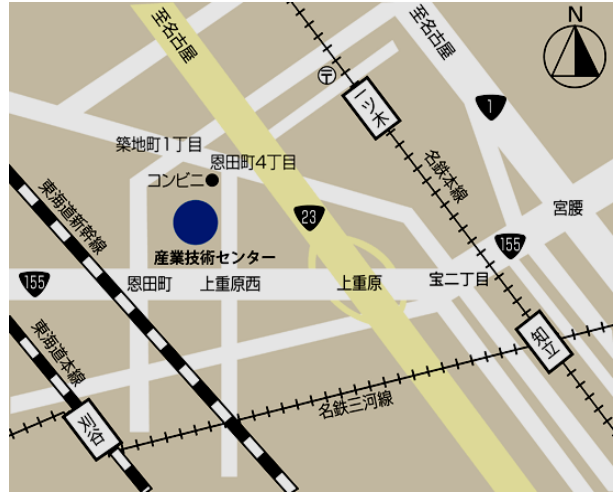 至名古屋
至名古屋
N
〒
一ツ木
1
築地町1丁目
恩田町4丁目
名鉄本線
コンビニ
東海道新幹線
23
宮腰
産業技術センター
155
155
恩田町
上重原西
上重原
宝二丁目
東海道本線
知立
刈谷
名鉄三河線